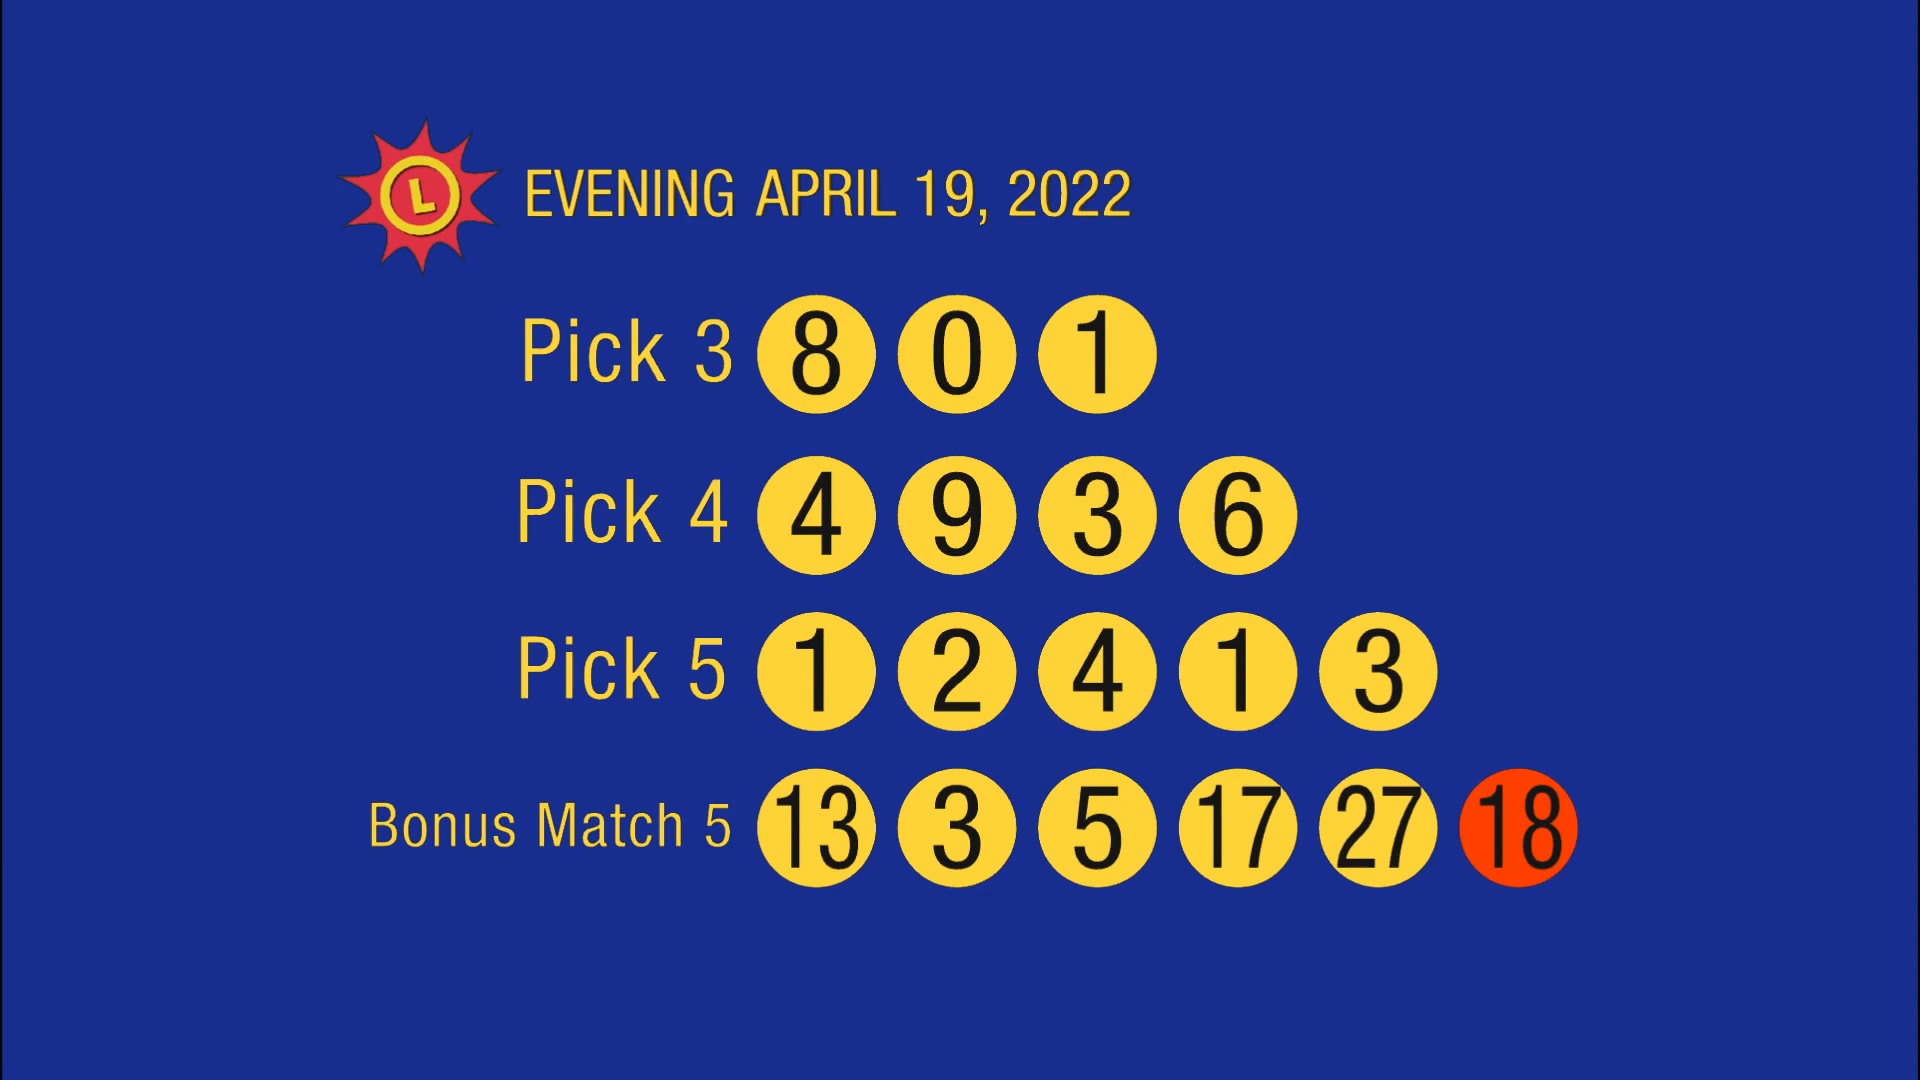 L EVENING APRIL 19, 2022
Pick 3 8 0 1
Pick 4 4 9 3 6
Pick 5 1 2 4 1 3
Bonus Match 5 13 3 5 17 27 18